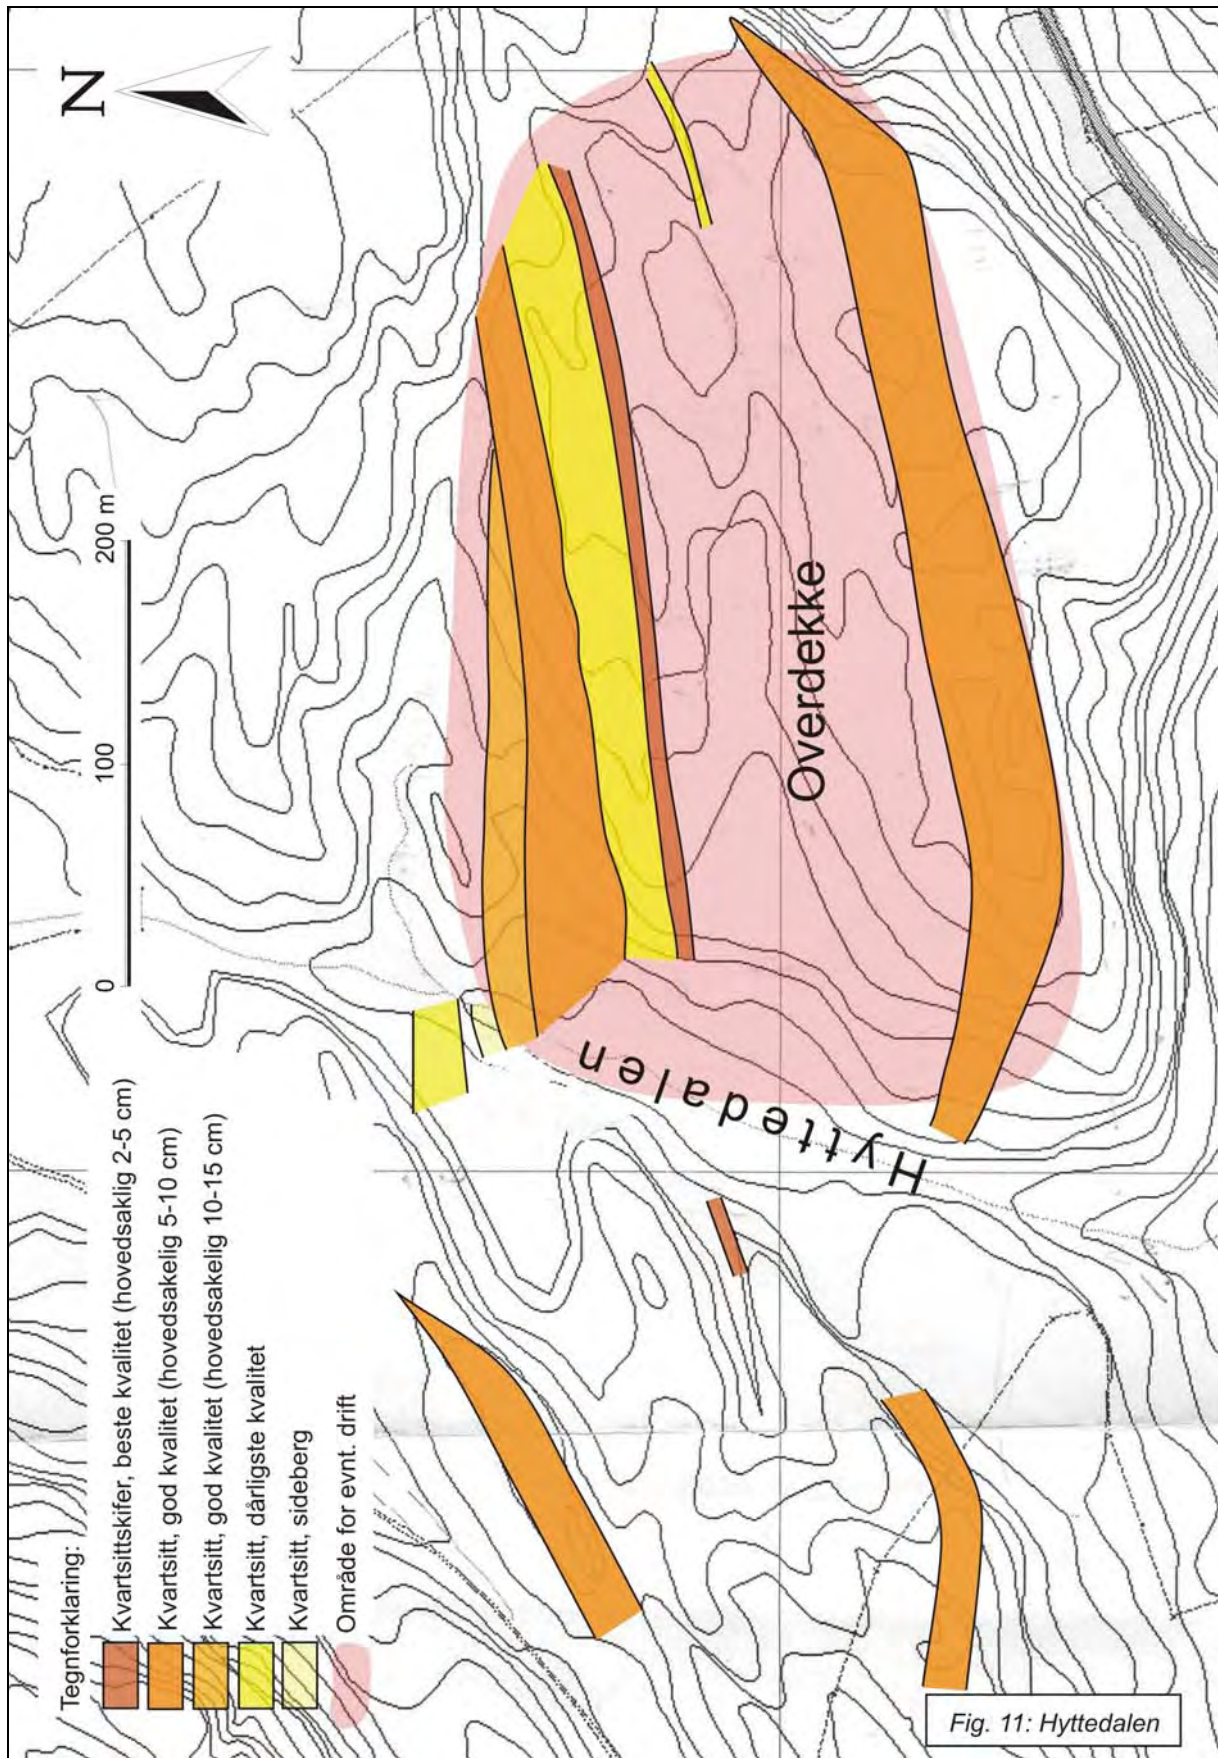 N
0 100 200 m
Tegnforklaring:
Kvartsittskifer, beste kvalitet (hovedsaklig 2-5 cm)
Kvartsitt, god kvalitet (hovedsakelig 5-10 cm)
Kvartsitt, god kvalitet (hovedsakelig 10-15 cm)
Kvartsitt, dårligste kvalitet
Kvartsitt, sideberg
Område for evnt. drift
Hyttedalen
Overdekke
Fig. 11: Hyttedalen